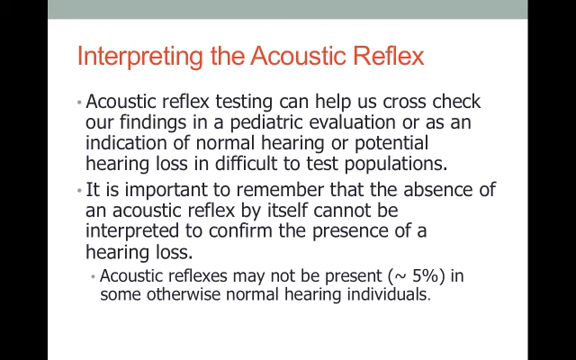 Interpreting the Acoustic Reflex
• Acoustic reflex testing can help us cross check
our findings in a pediatric evaluation or as an
indication of normal hearing or potential
hearing loss in difficult to test populations.
• It is important to remember that the absence of
an acoustic reflex by itself cannot be
interpreted to confirm the presence of a
hearing loss.
• Acoustic reflexes may not be present (~ 5%) in
some otherwise normal hearing individuals.